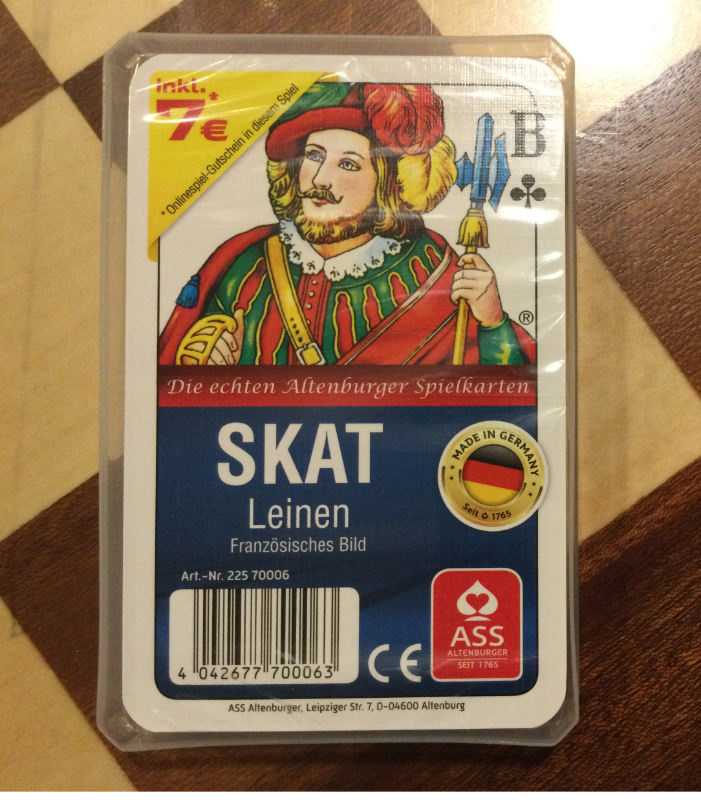 inkl.
7*€
* Onlinespiel-Gutschein in diesem Spiel
B
®
Die echten Altenburger Spielkarten
SKAT
Leinen
Französisches Bild
MADE IN GERMANY
Seit 1765
Art.-Nr. 225 70006
4 042677 700063
CE
ASS
ALTENBURGER
SEIT 1765
ASS Altenburger, Leipziger Str. 7, D-04600 Altenburg